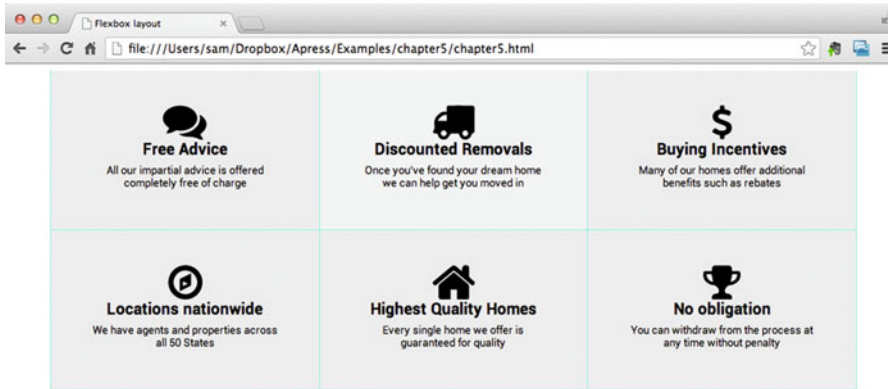 Flexbox layout
file:///Users/sam/Dropbox/Apress/Examples/chapter5/chapter5.html
Free Advice
All our impartial advice is offered
completely free of charge
Discounted Removals
Once you've found your dream home
we can help get you moved in
Buying Incentives
Many of our homes offer additional
benefits such as rebates
Locations nationwide
We have agents and properties across
all 50 States
Highest Quality Homes
Every single home we offer is
guaranteed for quality
No obligation
You can withdraw from the process at
any time without penalty